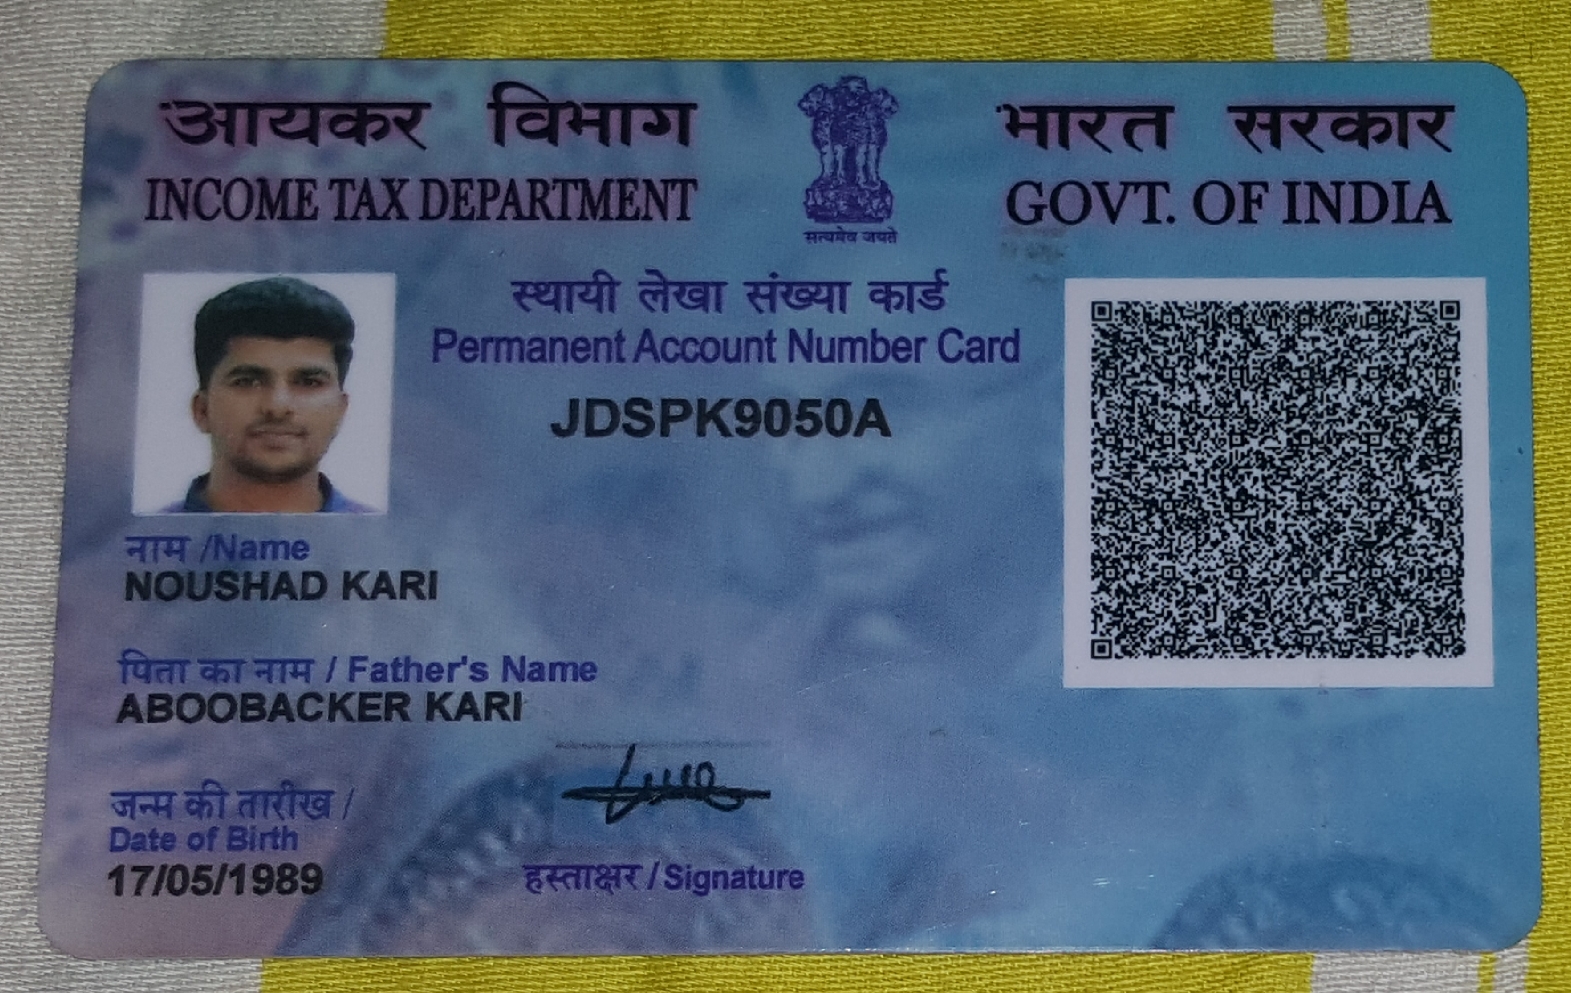 आयकर विभाग
INCOME TAX DEPARTMENT
सत्यमेव जयते
भारत सरकार
GOVT. OF INDIA
स्थायी लेखा संख्या कार्ड
Permanent Account Number Card
JDSPK9050A
नाम /Name
NOUSHAD KARI
पिता का नाम / Father's Name
ABOOBACKER KARI
जन्म की तारीख /
Date of Birth
17/05/1989
हस्ताक्षर / Signature